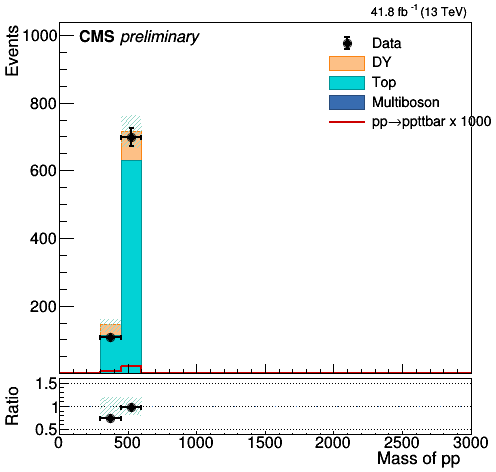 41.8 fb⁻¹ (13 TeV)
CMS preliminary
Events
1000
800
600
400
200
Data
DY
Top
Multiboson
pp→ppttbar x 1000
Ratio
1.5
1
0.5
0 500 1000 1500 2000 2500 3000
Mass of pp